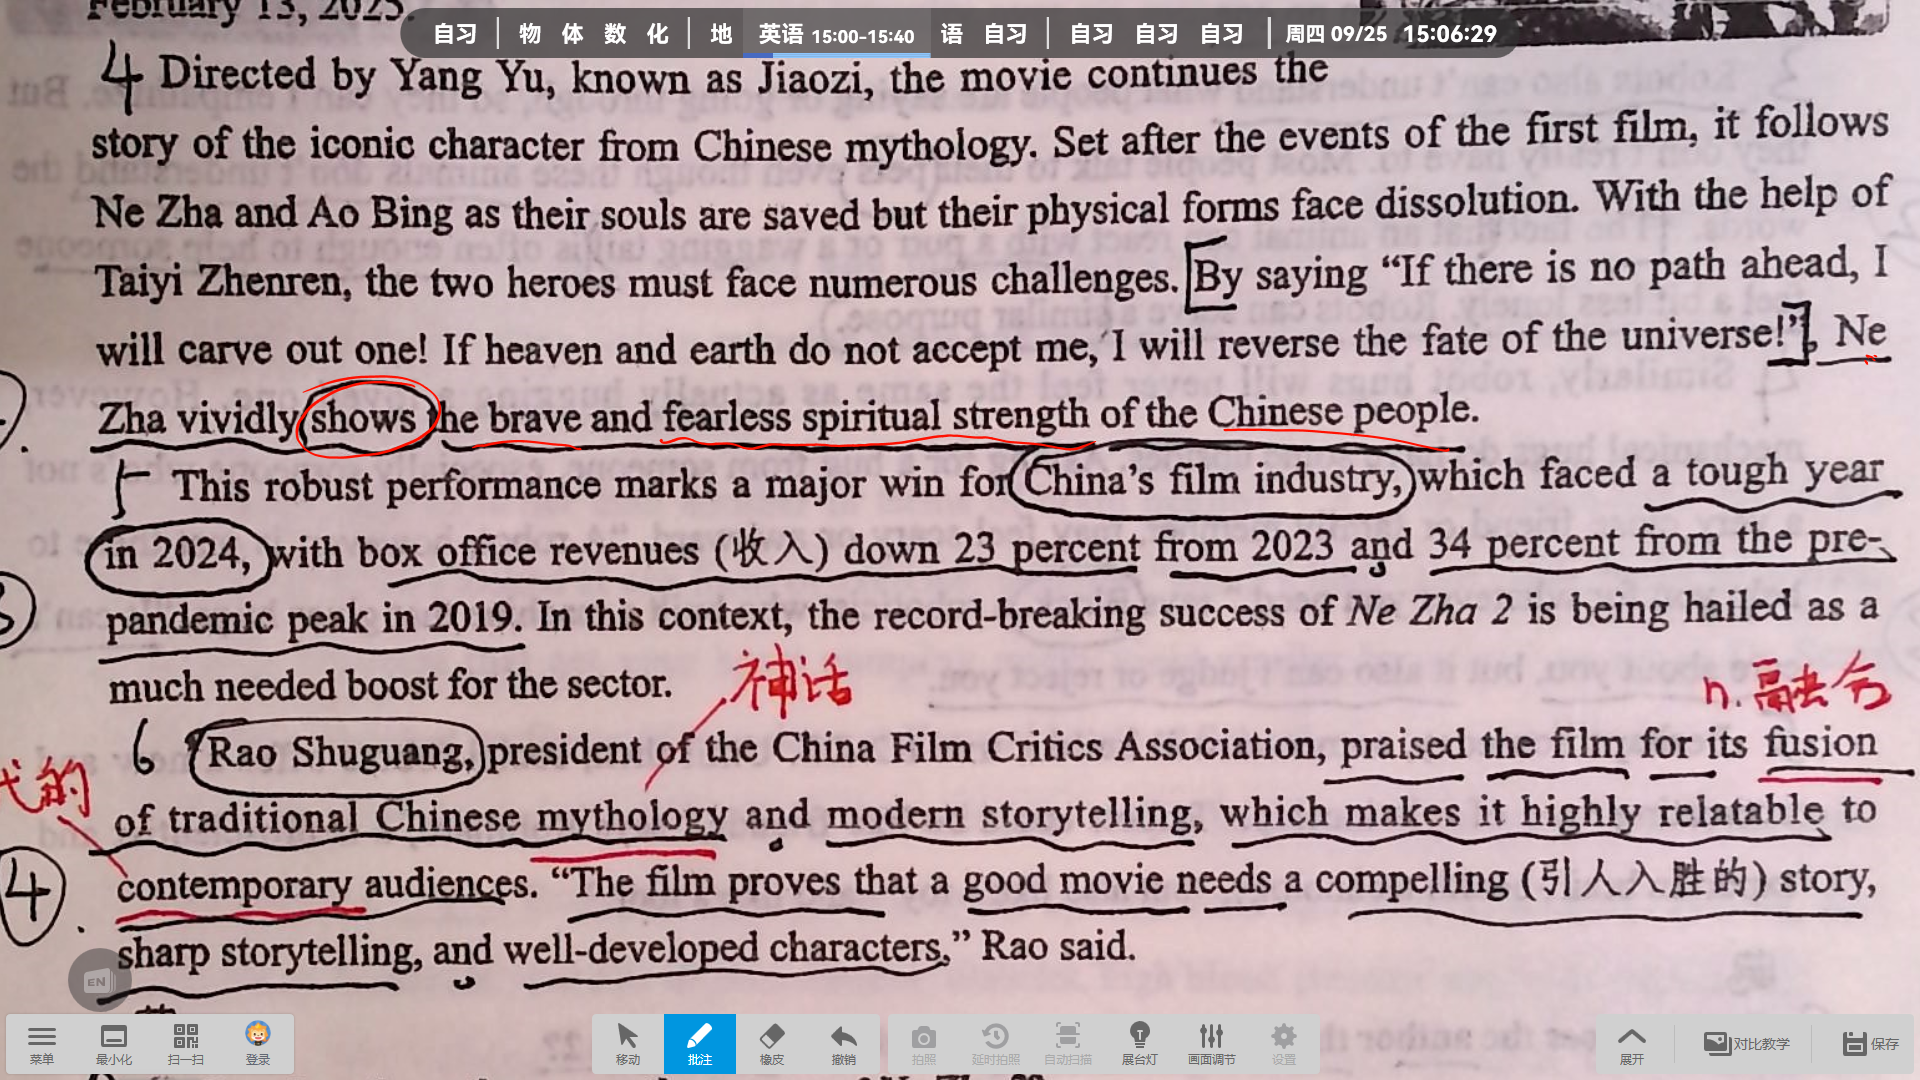 February 13, 2025.
自习 | 物 体 数 化 | 地 英语 15:00-15:40 语 自习 | 自习 自习 自习 | 周四 09/25 15:06:29
4 Directed by Yang Yu, known as Jiaozi, the movie continues the
story of the iconic character from Chinese mythology. Set after the events of the first film, it follows
Ne Zha and Ao Bing as their souls are saved but their physical forms face dissolution. With the help of
Taiyi Zhenren, the two heroes must face numerous challenges. [By saying “If there is no path ahead, I
will carve out one! If heaven and earth do not accept me, I will reverse the fate of the universe!”], Ne
Zha vividly shows the brave and fearless spiritual strength of the Chinese people.
5 This robust performance marks a major win for China’s film industry, which faced a tough year
in 2024, with box office revenues (收入) down 23 percent from 2023 and 34 percent from the pre-
pandemic peak in 2019. In this context, the record-breaking success of Ne Zha 2 is being hailed as a
much needed boost for the sector.
神话
n. 融合
6 Rao Shuguang, president of the China Film Critics Association, praised the film for its fusion
代的
of traditional Chinese mythology and modern storytelling, which makes it highly relatable to
④
contemporary audiences. “The film proves that a good movie needs a compelling (引人入胜的) story,
sharp storytelling, and well-developed characters,” Rao said.
EN
菜单 最小化 扫一扫 登录 移动 批注 橡皮 撤销 拍照 延时拍照 自动扫描 展台灯 画面调节 设置 展开 对比教学 保存